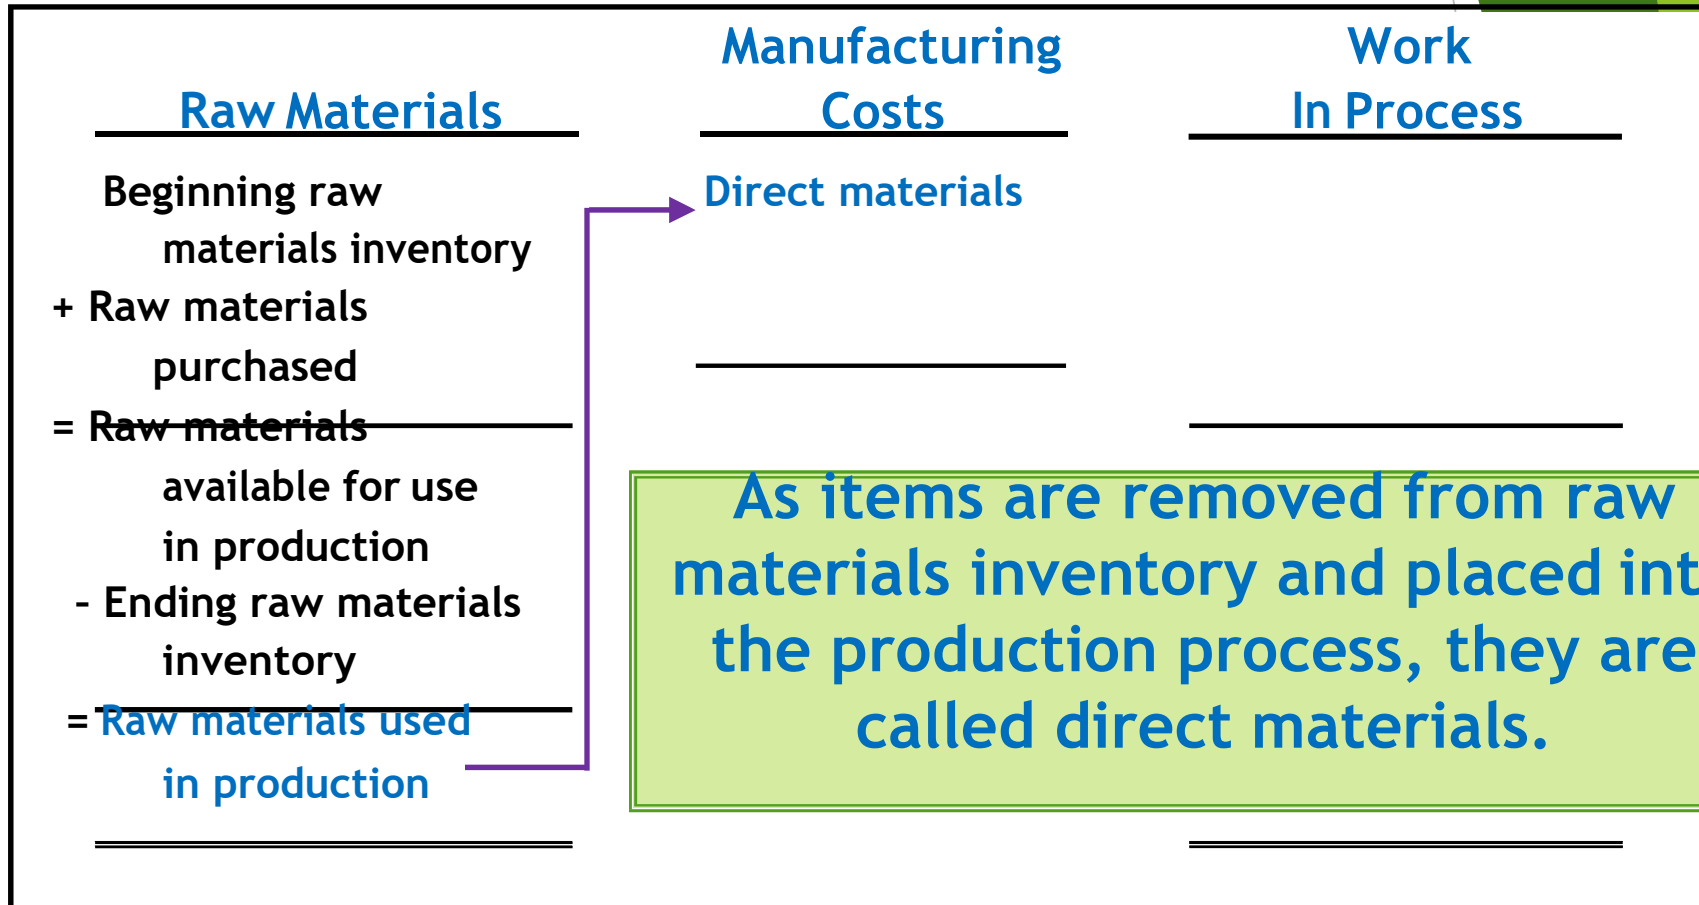 Raw Materials
Manufacturing
Costs
Work
In Process
Beginning raw
materials inventory
+ Raw materials
purchased
= Raw materials
available for use
in production
– Ending raw materials
inventory
= Raw materials used
in production
Direct materials
As items are removed from raw
materials inventory and placed int
the production process, they are
called direct materials.